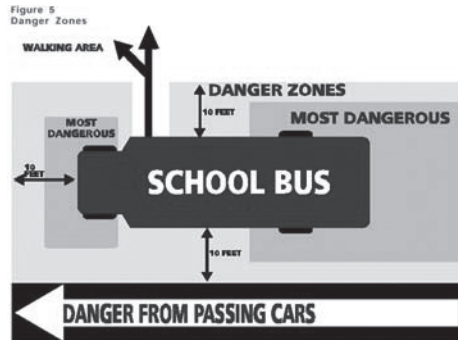 Figure 5
Danger Zones
WALKING AREA
DANGER ZONES
10 FEET
MOST DANGEROUS
MOST
DANGEROUS
10
FEET
SCHOOL BUS
10 FEET
DANGER FROM PASSING CARS